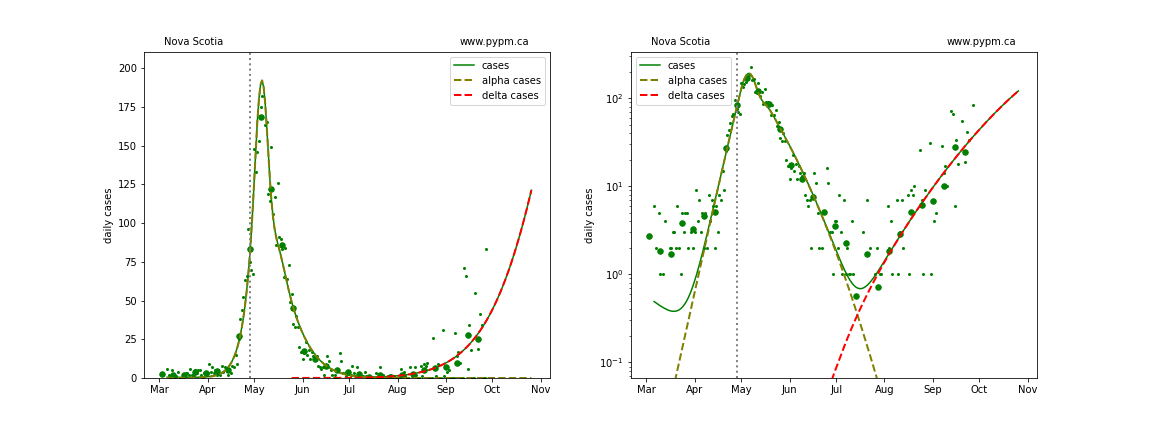 Nova Scotia www.pypm.ca
cases
alpha cases
delta cases
daily cases
200
175
150
125
100
75
50
25
0
Mar Apr May Jun Jul Aug Sep Oct Nov
Nova Scotia www.pypm.ca
cases
alpha cases
delta cases
daily cases
10²
10¹
10⁰
10⁻¹
Mar Apr May Jun Jul Aug Sep Oct Nov